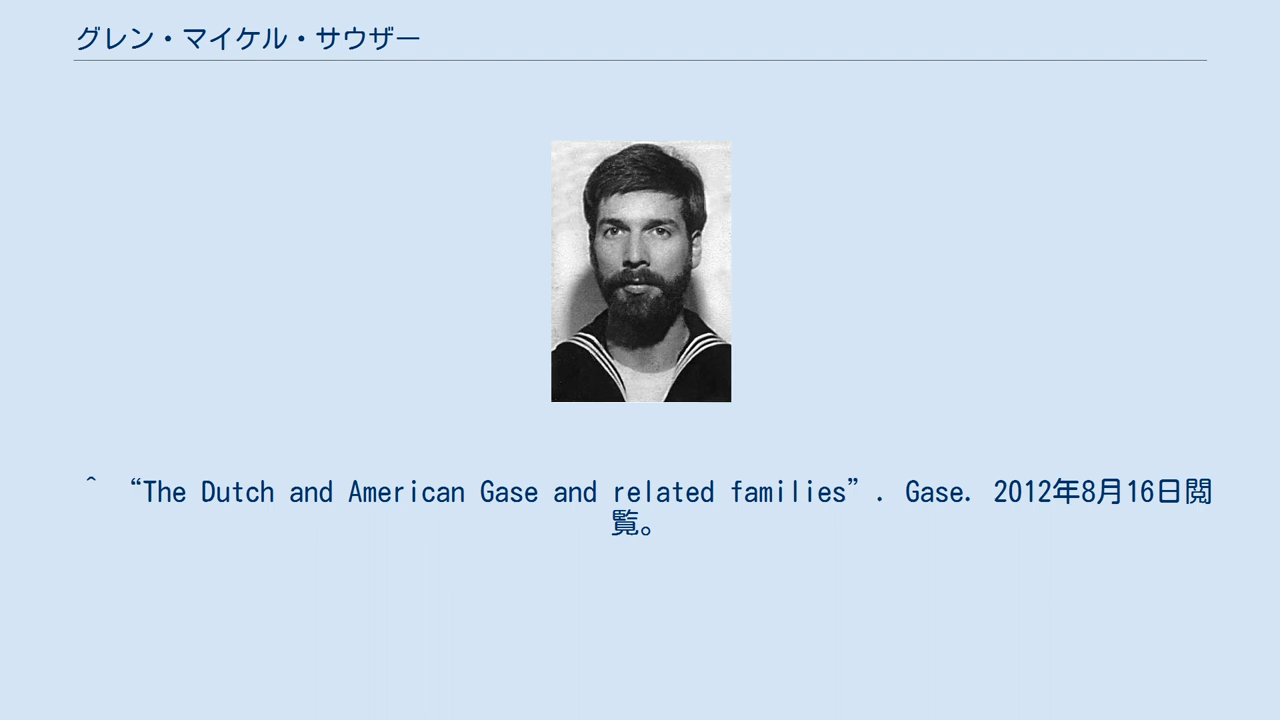 グレン・マイケル・サウザー
^ “The Dutch and American Gase and related families”. Gase. 2012年8月16日閲
覧。